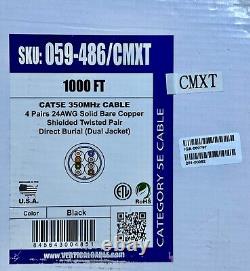 SKU: 059-486/CMXT
1000 FT
CMXT
CAT5E 350MHz CABLE
4 Pairs 24AWG Solid Bare Copper
Shielded Twisted Pair
Direct Burial (Dual Jacket)
CATEGORY 5E CABLE
U.S.A.
RoHS
Color
Black
WWW.VERTICALCABLE.COM